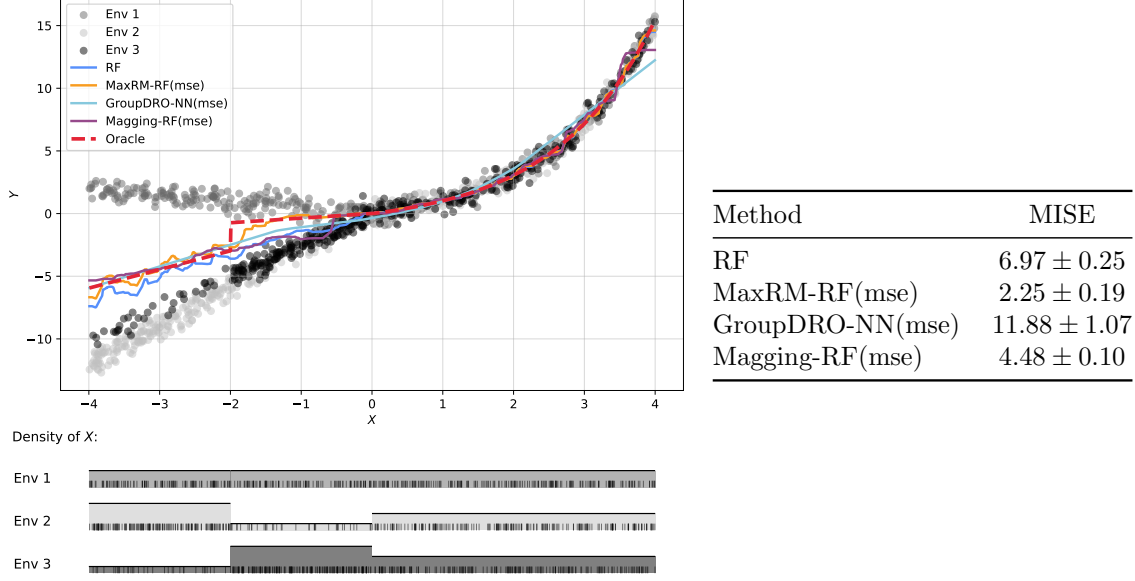 15
10
5
0
−5
−10
Y
Env 1
Env 2
Env 3
RF
MaxRM-RF(mse)
GroupDRO-NN(mse)
Magging-RF(mse)
Oracle
−4 −3 −2 −1 0 1 2 3 4
X
Density of X:
Env 1
Env 2
Env 3
Method MISE
RF 6.97 ± 0.25
MaxRM-RF(mse) 2.25 ± 0.19
GroupDRO-NN(mse) 11.88 ± 1.07
Magging-RF(mse) 4.48 ± 0.10